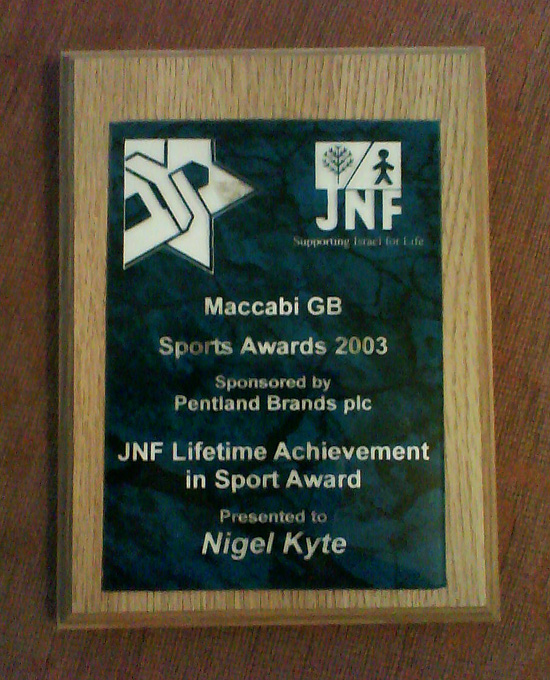 JNF
Supporting Israel for Life
Maccabi GB
Sports Awards 2003
Sponsored by
Pentland Brands plc
JNF Lifetime Achievement
in Sport Award
Presented to
Nigel Kyte